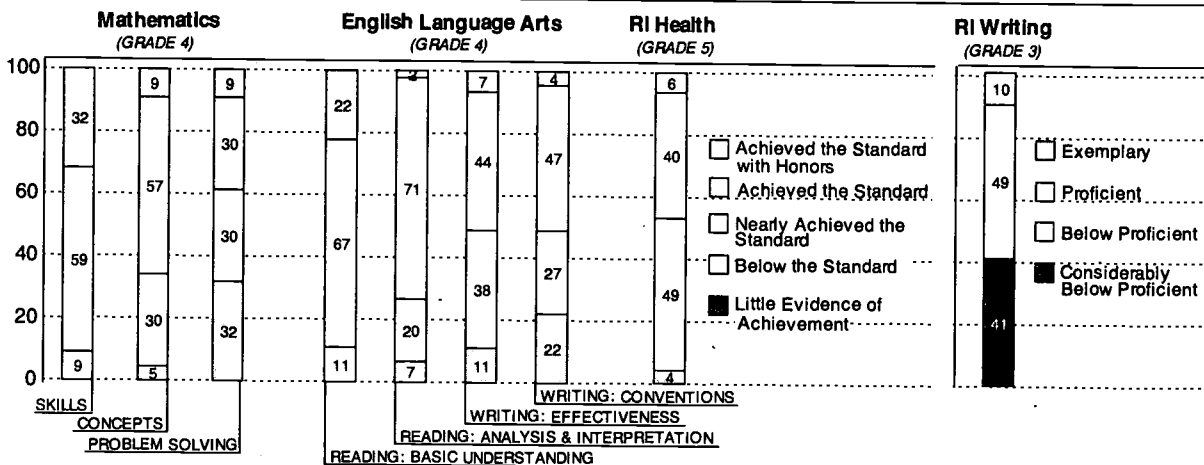 Mathematics
(GRADE 4)
English Language Arts
(GRADE 4)
RI Health
(GRADE 5)
RI Writing
(GRADE 3)
100
80
60
40
20
0
32
59
9
9
57
30
5
9
30
30
32
22
67
11
71
20
7
7
44
38
11
4
47
27
22
6
40
49
4
Achieved the Standard
with Honors
Achieved the Standard
Nearly Achieved the
Standard
Below the Standard
Little Evidence of
Achievement
10
49
41
Exemplary
Proficient
Below Proficient
Considerably
Below Proficient
SKILLS
CONCEPTS
PROBLEM SOLVING
WRITING: CONVENTIONS
WRITING: EFFECTIVENESS
READING: ANALYSIS & INTERPRETATION
READING: BASIC UNDERSTANDING